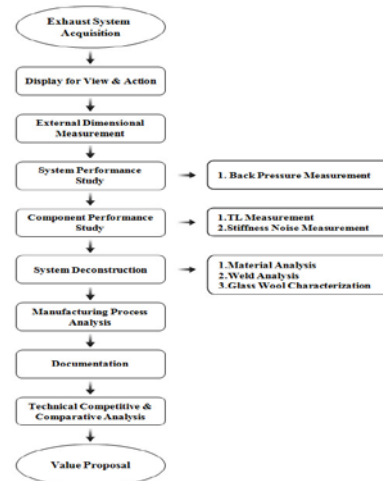 Exhaust System
Acquisition
Display for View & Action
External Dimensional
Measurement
System Performance
Study
1. Back Pressure Measurement
Component Performance
Study
1.TL Measurement
2.Stiffness Noise Measurement
System Deconstruction
1.Material Analysis
2.Weld Analysis
3.Glass Wool Characterization
Manufacturing Process
Analysis
Documentation
Technical Competitive &
Comparative Analysis
Value Proposal